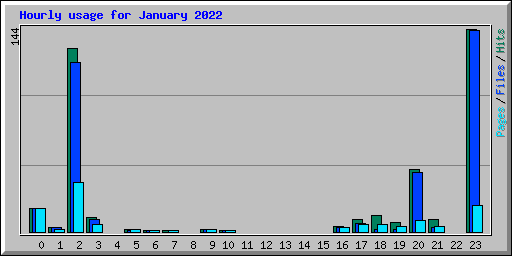 Hourly usage for January 2022
144
Pages/Files/Hits
0 1 2 3 4 5 6 7 8 9 10 11 12 13 14 15 16 17 18 19 20 21 22 23